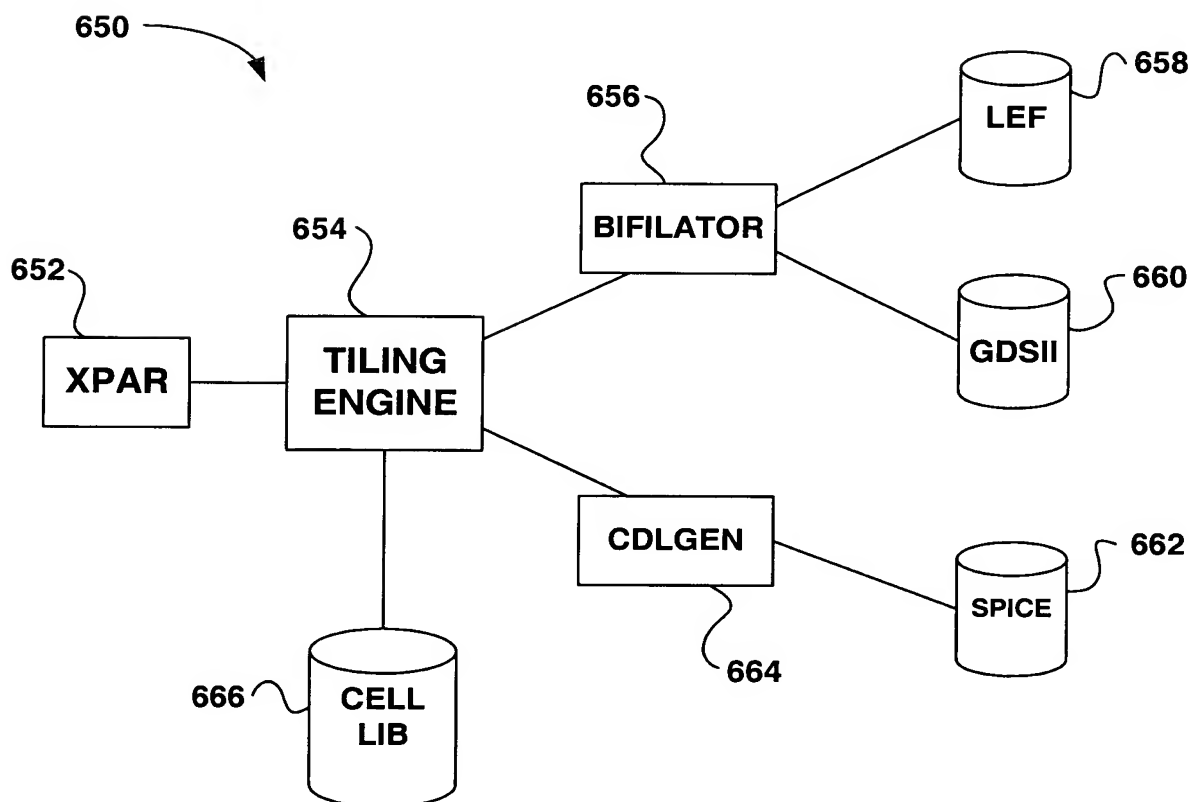 650
658
LEF
656
BIFILATOR
654
652
TILING
ENGINE
XPAR
660
GDSII
CDLGEN
662
SPICE
664
666
CELL
LIB